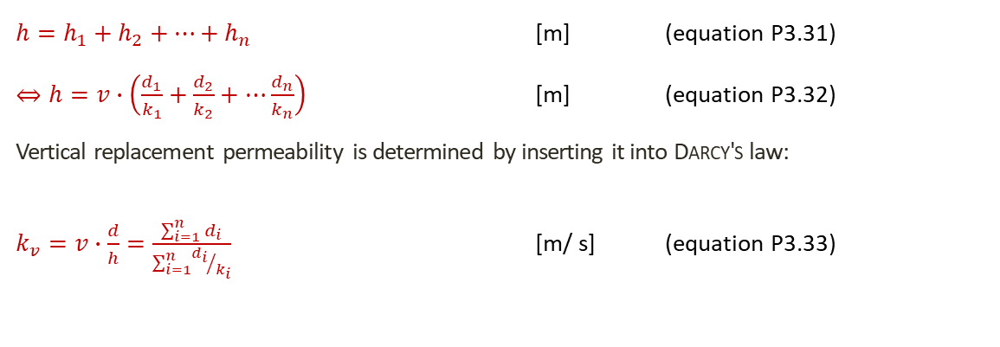 h = h₁ + h₂ + ⋯ + hₙ [m] (equation P3.31)
⇔ h = v · (d₁/k₁ + d₂/k₂ + ⋯ dₙ/kₙ) [m] (equation P3.32)
Vertical replacement permeability is determined by inserting it into DARCY'S law:
kᵥ = v · d/h = ∑ⁿᵢ₌₁ dᵢ / ∑ⁿᵢ₌₁ dᵢ/kᵢ [m/ s] (equation P3.33)